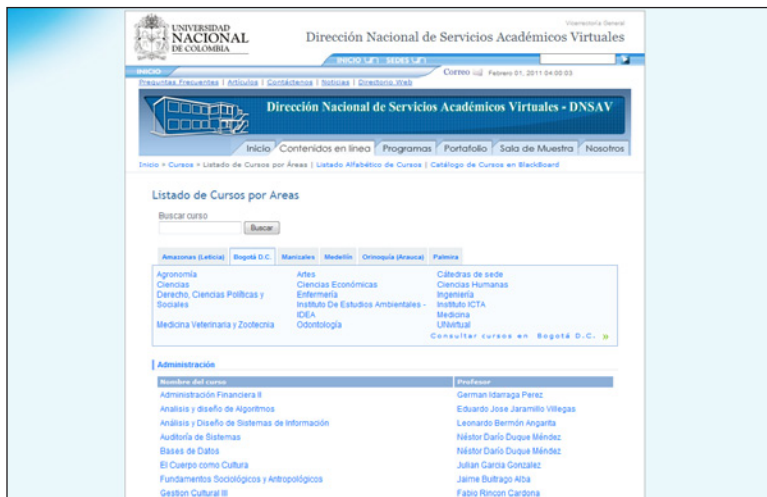 Vicerrectoría General
UNIVERSIDAD
NACIONAL
DE COLOMBIA
Dirección Nacional de Servicios Académicos Virtuales
INICIO SEDES
INICIO
Correo Febrero 01, 2011 04:00:03
Preguntas Frecuentes | Artículos | Contáctenos | Noticias | Directorio Web
Dirección Nacional de Servicios Académicos Virtuales - DNSAV
Inicio Contenidos en línea Programas Portafolio Sala de Muestra Nosotros
Inicio > Cursos > Listado de Cursos por Áreas | Listado Alfabético de Cursos | Catálogo de Cursos en BlackBoard
Listado de Cursos por Areas
Buscar curso
Buscar
Amazonas (Leticia) Bogotá D.C. Manizales Medellín Orinoquía (Arauca) Palmira
Agronomía Artes Cátedras de sede
Ciencias Ciencias Económicas Ciencias Humanas
Derecho, Ciencias Políticas y Enfermería Ingeniería
Sociales Instituto De Estudios Ambientales - Instituto ICTA
IDEA Medicina
Medicina Veterinaria y Zootecnia Odontología UNvirtual
Consultar cursos en Bogotá D.C. »
Administración
Nombre del curso Profesor
Administración Financiera II German Idarraga Perez
Analisis y diseño de Algoritmos Eduardo Jose Jaramillo Villegas
Análisis y Diseño de Sistemas de Información Leonardo Bermón Angarita
Auditoría de Sistemas Néstor Darío Duque Méndez
Bases de Datos Néstor Darío Duque Méndez
El Cuerpo como Cultura Julian Garcia Gonzalez
Fundamentos Sociológicos y Antropológicos Jaime Buitrago Alba
Gestion Cultural III Fabio Rincon Cardona